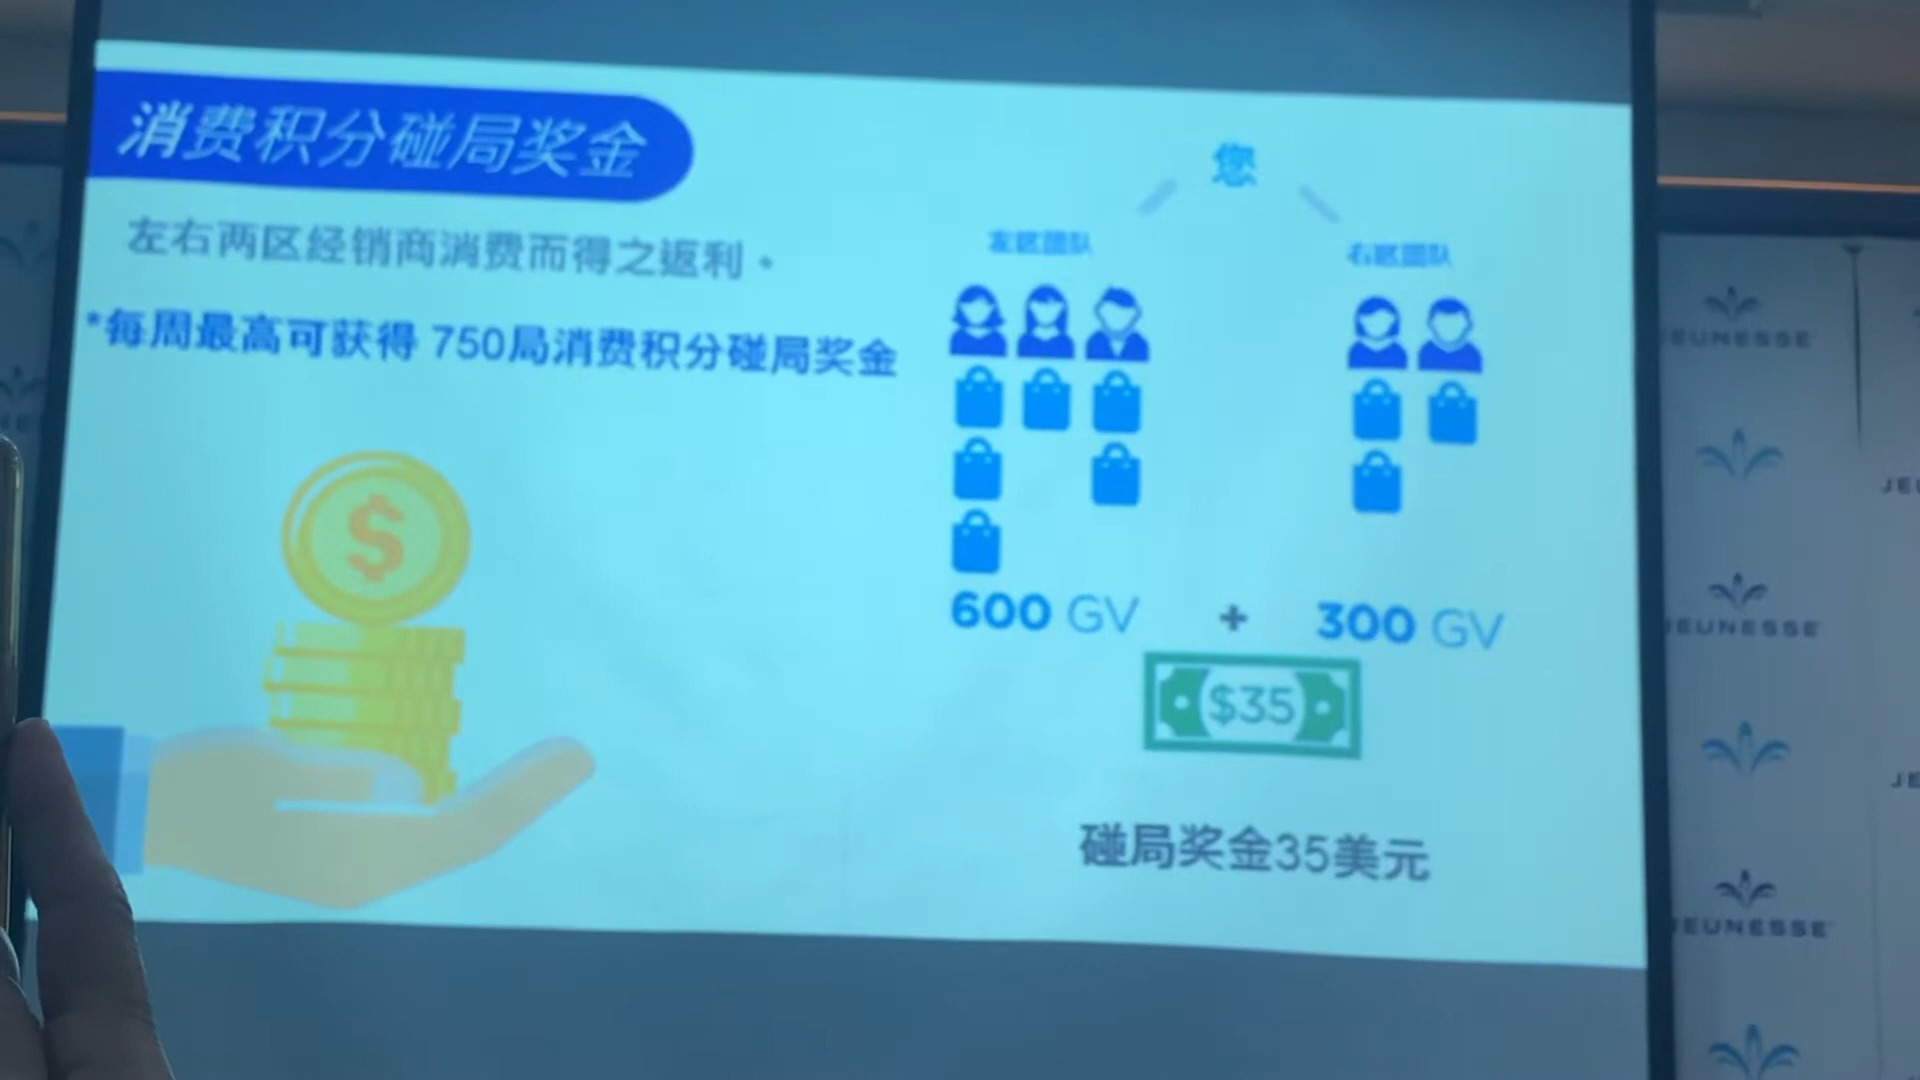 消费积分碰局奖金
左右两区经销商消费而得之返利。
*每周最高可获得 750局消费积分碰局奖金
您
左区团队
右区团队
600 GV + 300 GV
$
$35
碰局奖金35美元
JEUNESSE
JEUNESSE
JEUNESSE